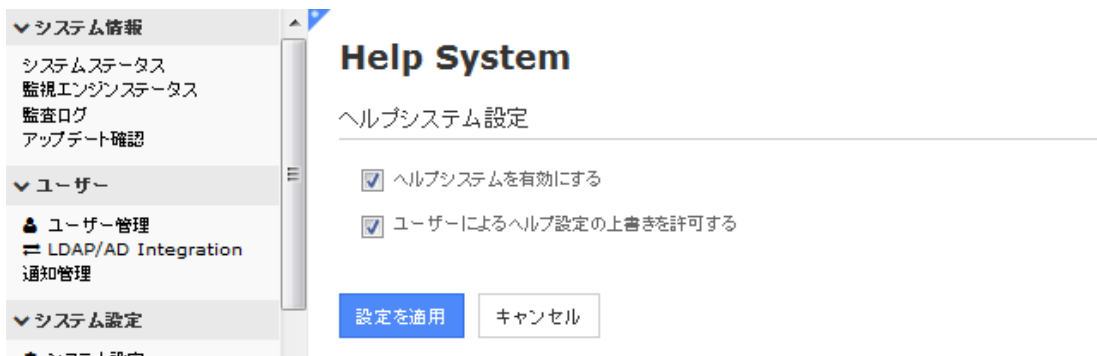 システム情報
システムステータス
監視エンジンステータス
監査ログ
アップデート確認
ユーザー
ユーザー管理
LDAP/AD Integration
通知管理
システム設定
Help System
ヘルプシステム設定
ヘルプシステムを有効にする
ユーザーによるヘルプ設定の上書きを許可する
設定を適用
キャンセル